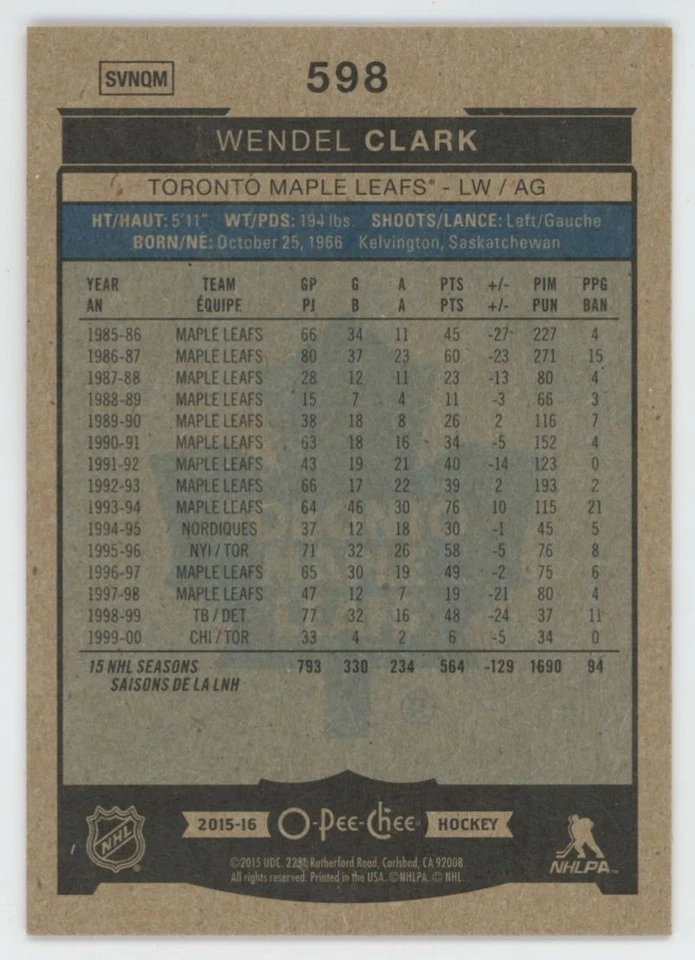 SVNQM
598
WENDEL CLARK
TORONTO MAPLE LEAFS® - LW / AG
HT/HAUT: 5'11" WT/PDS: 194 lbs. SHOOTS/LANCE: Left/Gauche
BORN/NÉ: October 25, 1966 Kelvington, Saskatchewan
YEAR TEAM GP G A PTS +/- PIM PPG
AN ÉQUIPE PJ B A PTS +/- PUN BAN
1985-86 MAPLE LEAFS 66 34 11 45 -27 227 4
1986-87 MAPLE LEAFS 80 37 23 60 -23 271 15
1987-88 MAPLE LEAFS 28 12 11 23 -13 80 4
1988-89 MAPLE LEAFS 15 7 4 11 -3 66 3
1989-90 MAPLE LEAFS 38 18 8 26 2 116 7
1990-91 MAPLE LEAFS 63 18 16 34 -5 152 4
1991-92 MAPLE LEAFS 43 19 21 40 -14 123 0
1992-93 MAPLE LEAFS 66 17 22 39 2 193 2
1993-94 MAPLE LEAFS 64 46 30 76 10 115 21
1994-95 NORDIQUES 37 12 18 30 -1 45 5
1995-96 NYI / TOR 71 32 26 58 -5 76 8
1996-97 MAPLE LEAFS 65 30 19 49 -2 75 6
1997-98 MAPLE LEAFS 47 12 7 19 -21 80 4
1998-99 TB / DET 77 32 16 48 -24 37 11
1999-00 CHI / TOR 33 4 2 6 -5 34 0
15 NHL SEASONS 793 330 234 564 -129 1690 94
SAISONS DE LA LNH
NHL
2015-16 O-Pee-Chee® HOCKEY
NHLPA™
©2015 UDC. 2251 Rutherford Road, Carlsbad, CA 92008.
All rights reserved. Printed in the USA. ©NHLPA. © NHL.